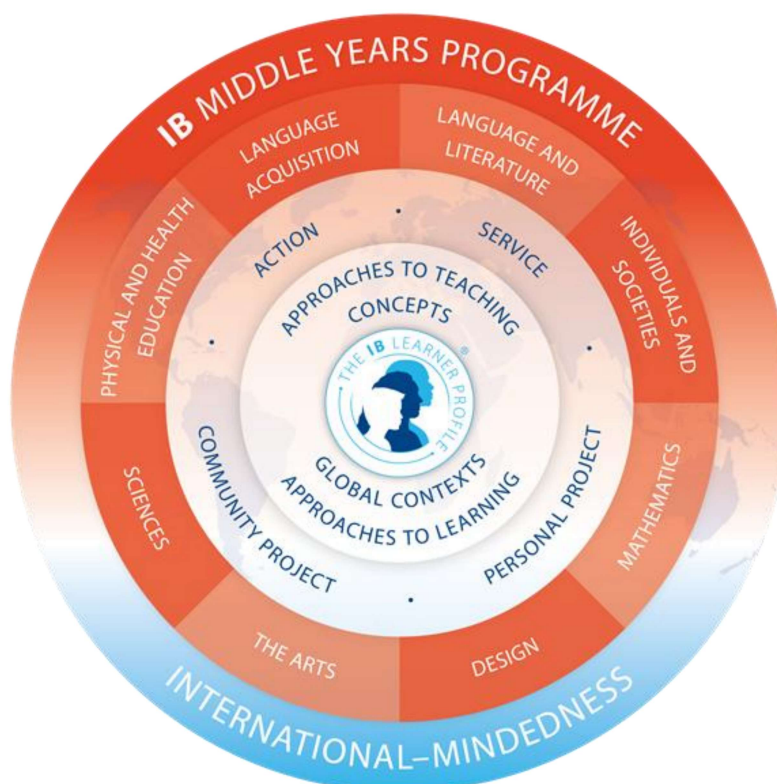 IB MIDDLE YEARS PROGRAMME
LANGUAGE
ACQUISITION
LANGUAGE AND
LITERATURE
INDIVIDUALS AND
SOCIETIES
MATHEMATICS
DESIGN
THE ARTS
SCIENCES
PHYSICAL AND HEALTH
EDUCATION
ACTION
SERVICE
PERSONAL PROJECT
COMMUNITY PROJECT
APPROACHES TO TEACHING
CONCEPTS
THE IB LEARNER PROFILE®
GLOBAL CONTEXTS
APPROACHES TO LEARNING
INTERNATIONAL–MINDEDNESS